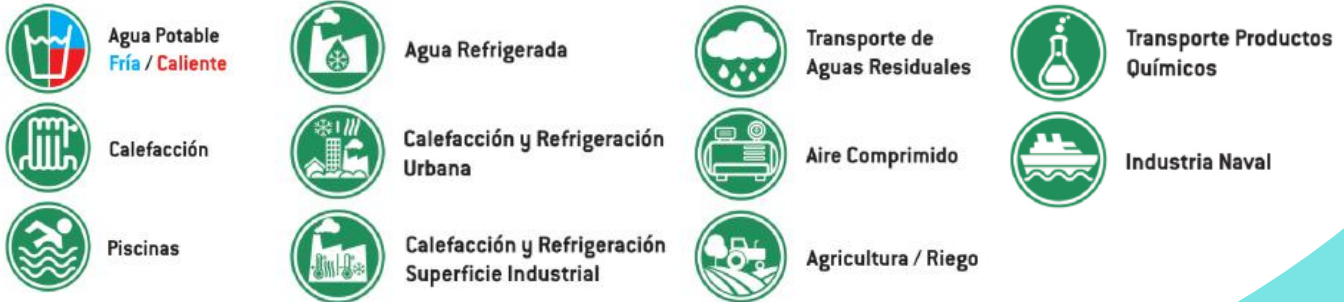 Agua Potable
Fría / Caliente
Calefacción
Piscinas
Agua Refrigerada
Calefacción y Refrigeración
Urbana
Calefacción y Refrigeración
Superficie Industrial
Transporte de
Aguas Residuales
Aire Comprimido
Agricultura / Riego
Transporte Productos
Químicos
Industria Naval